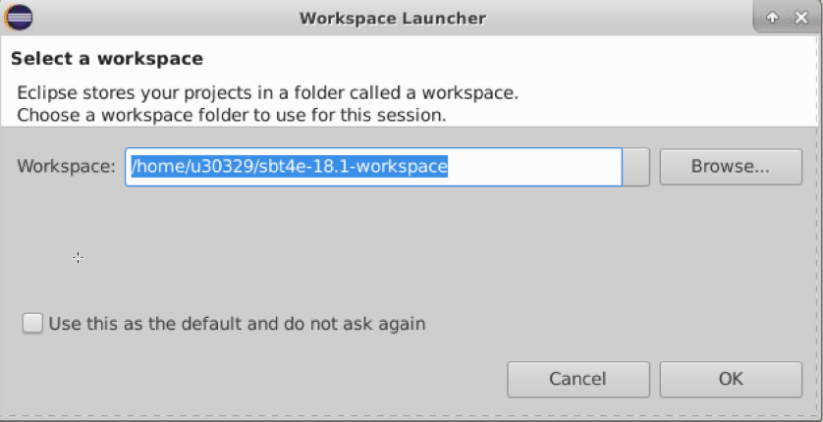 Workspace Launcher
Select a workspace
Eclipse stores your projects in a folder called a workspace.
Choose a workspace folder to use for this session.
Workspace: /home/u30329/sbt4e-18.1-workspace Browse...
Use this as the default and do not ask again
Cancel OK